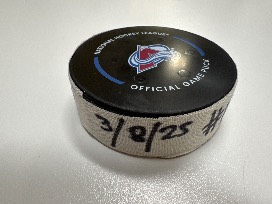 NATIONAL HOCKEY LEAGUE
OFFICIAL GAME PUCK
3/8/25 #